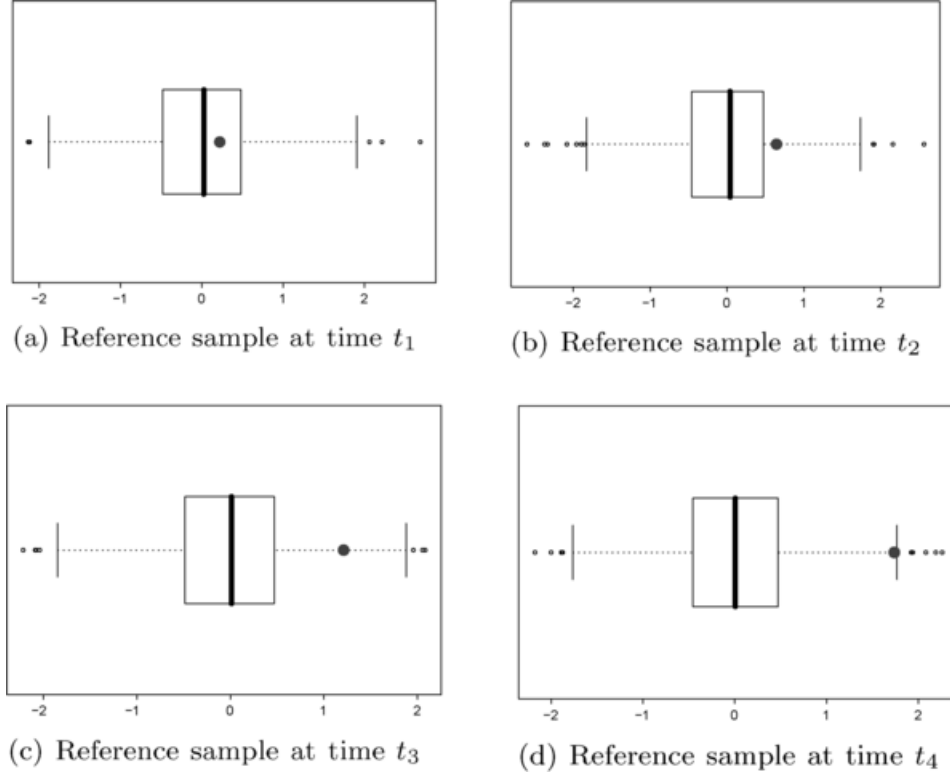 −2 −1 0 1 2
−2 −1 0 1 2
(a) Reference sample at time t₁
(b) Reference sample at time t₂
−2 −1 0 1 2
−2 −1 0 1 2
(c) Reference sample at time t₃
(d) Reference sample at time t₄